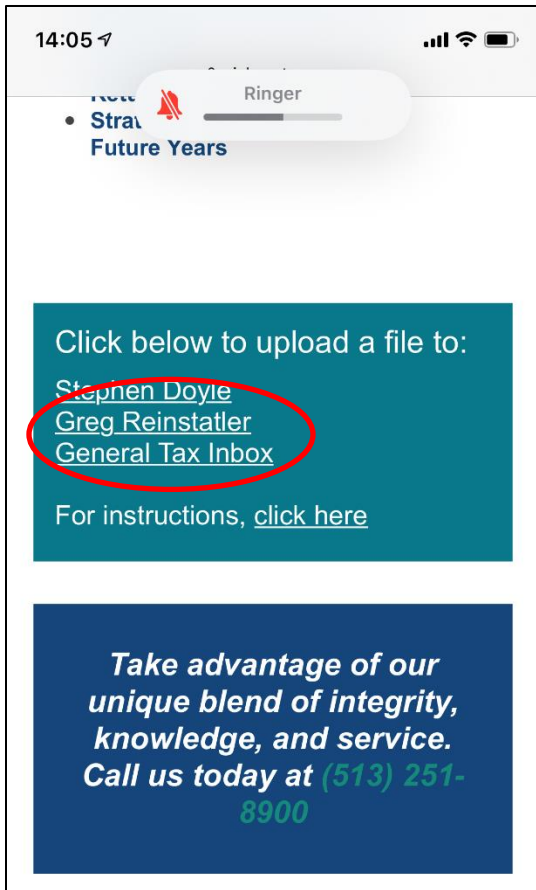 14:05
Ringer
• Strat
Future Years
Click below to upload a file to:
Stephen Doyle
Greg Reinstatler
General Tax Inbox
For instructions, click here
Take advantage of our
unique blend of integrity,
knowledge, and service.
Call us today at (513) 251-
8900